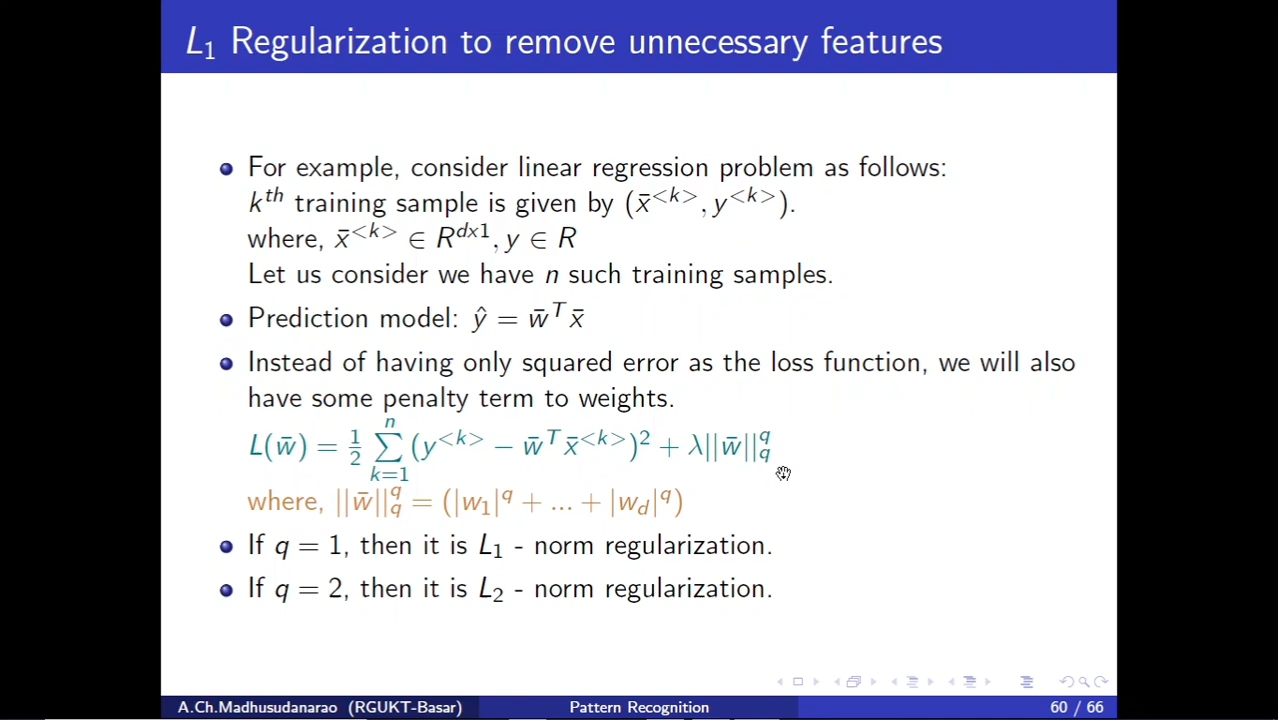 L₁ Regularization to remove unnecessary features
For example, consider linear regression problem as follows:
kᵗʰ training sample is given by (x̄^{<k>}, y^{<k>}).
where, x̄^{<k>} ∈ R^{dx1}, y ∈ R
Let us consider we have n such training samples.
Prediction model: ŷ = w̄ᵀx̄
Instead of having only squared error as the loss function, we will also
have some penalty term to weights.
L(w̄) = ½ ∑_{k=1}^{n} (y^{<k>} − w̄ᵀx̄^{<k>})² + λ||w̄||_q^q
where, ||w̄||_q^q = (|w₁|^q + ... + |w_d|^q)
If q = 1, then it is L₁ - norm regularization.
If q = 2, then it is L₂ - norm regularization.
A.Ch.Madhusudanarao (RGUKT-Basar) Pattern Recognition 60 / 66